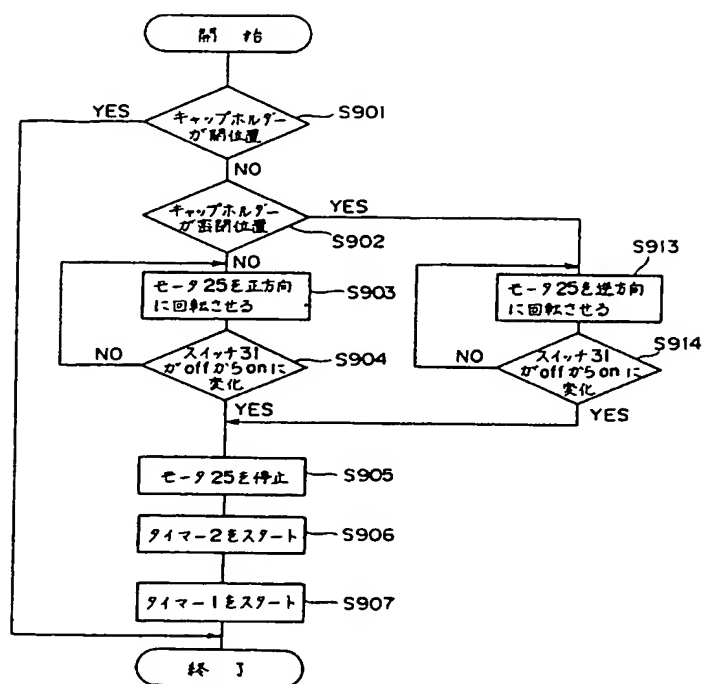 開始
YES
キャップホルダー
が閉位置
S901
NO
キャップホルダー
が密閉位置
YES
S902
NO
モータ25を正方向
に回転させる
S903
S913
モータ25を逆方向
に回転させる
NO
スイッチ31
がoffからonに
変化
S904
NO
スイッチ31
がoffからonに
変化
S914
YES
YES
モータ25を停止
S905
タイマー2をスタート
S906
タイマー1をスタート
S907
終了